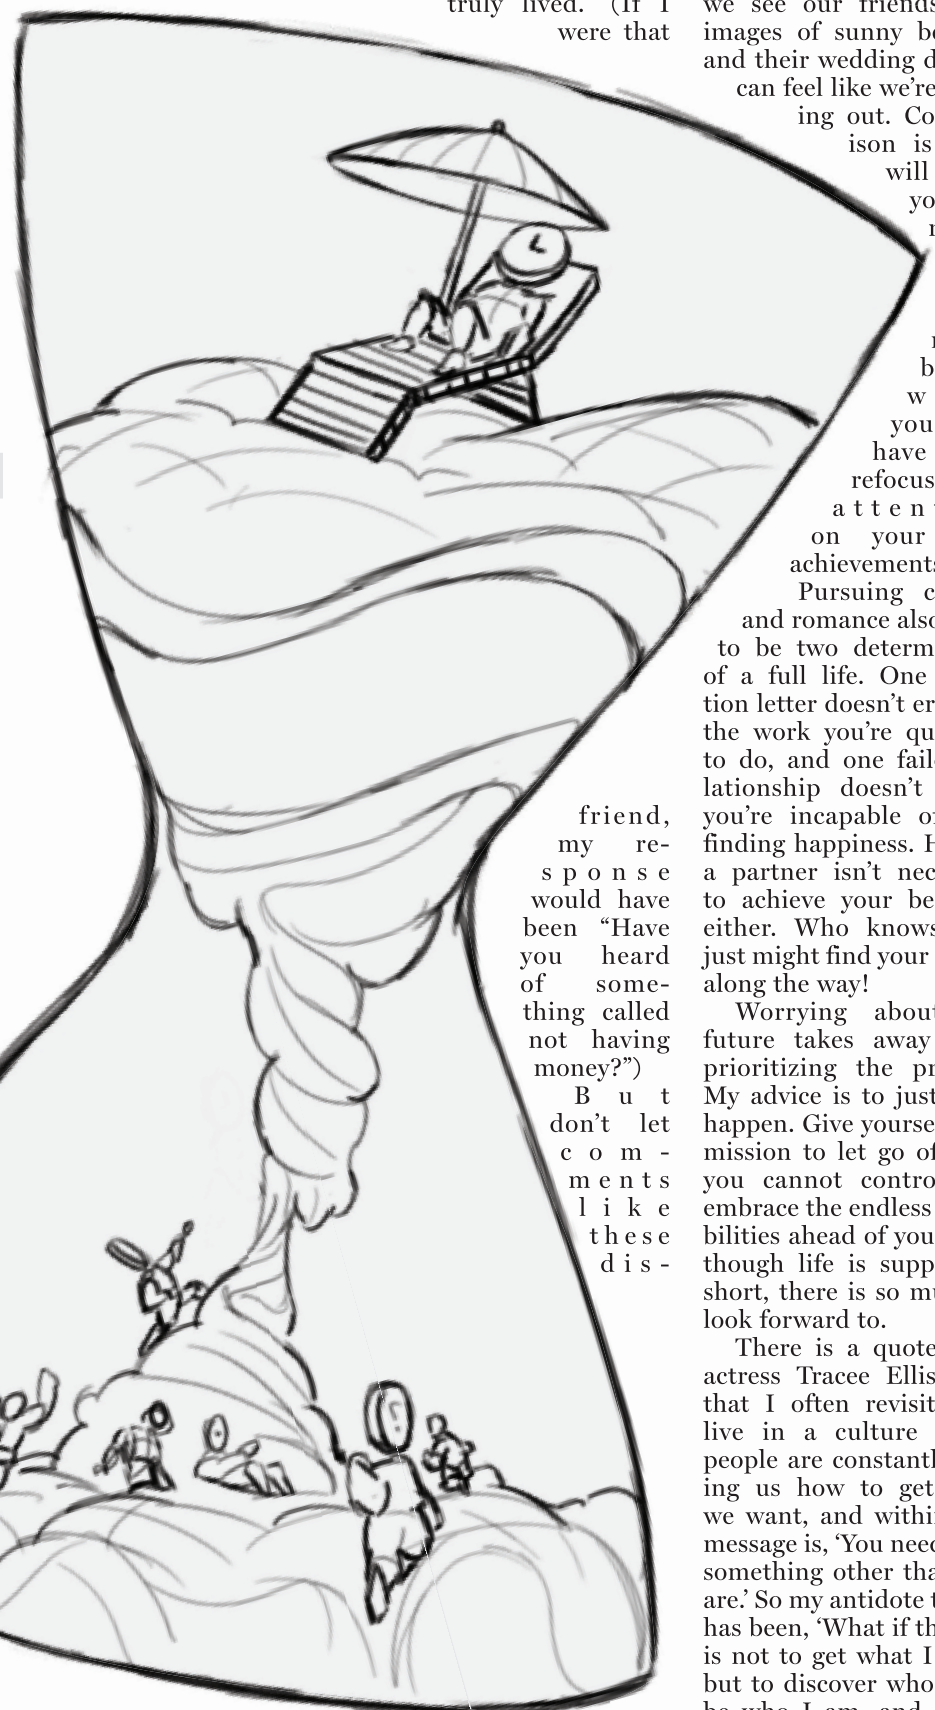 truly lived. (If I
were that
friend,
my re-
sponse
would have
been “Have
you heard
of some-
thing called
not having
money?”)
But
don’t let
com-
ments
like
these
dis-
we see our friends
images of sunny be
and their wedding d
can feel like we’re
ing out. Co
ison is
will
yo
b
w
you
have
refocus
atten
on your
achievements
Pursuing c
and romance also
to be two determ
of a full life. One
tion letter doesn’t er
the work you’re qu
to do, and one faile
lationship doesn’t
you’re incapable of
finding happiness. H
a partner isn’t nec
to achieve your be
either. Who knows
just might find your
along the way!
Worrying about
future takes away
prioritizing the pr
My advice is to just
happen. Give yourse
mission to let go of
you cannot contro
embrace the endless
bilities ahead of you
though life is supp
short, there is so mu
look forward to.
There is a quote
actress Tracee Ellis
that I often revisit
live in a culture
people are constantl
ing us how to get
we want, and within
message is, ‘You need
something other tha
are.’ So my antidote t
has been, ‘What if th
is not to get what I
but to discover who
be who I am, and